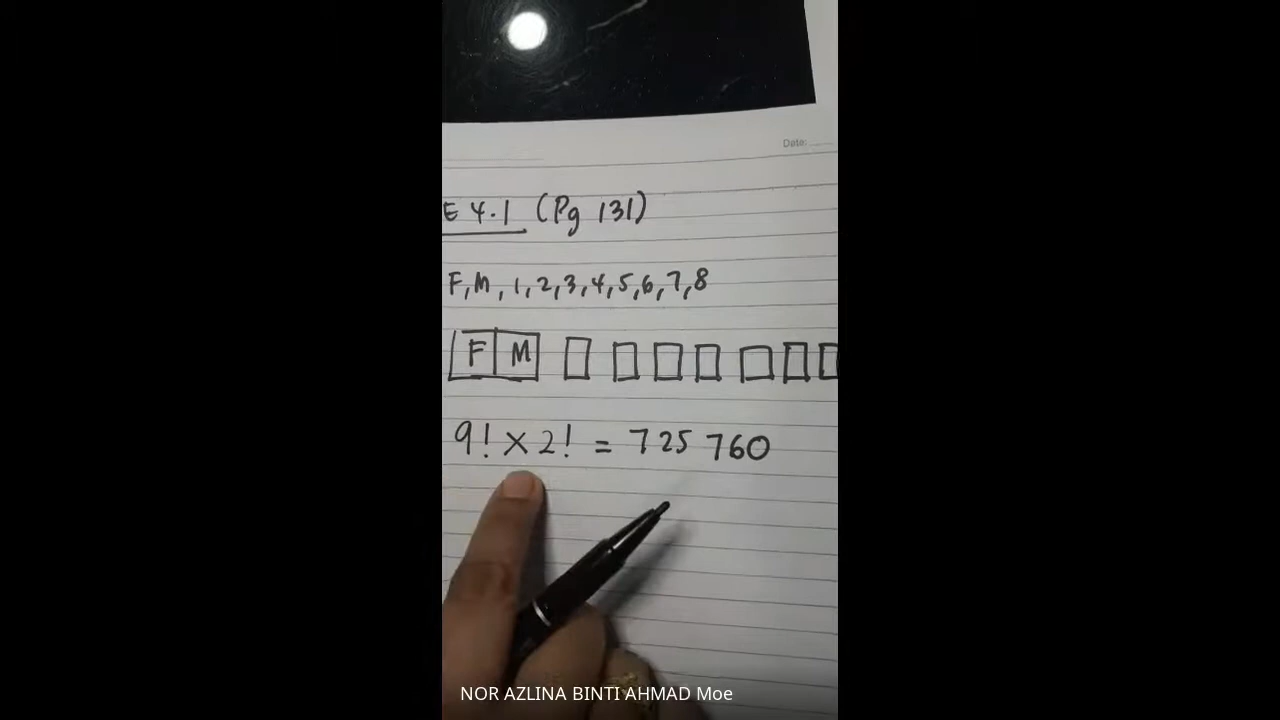 Date:
E 4.1 (Pg 131)
F, M, 1, 2, 3, 4, 5, 6, 7, 8
F M
9! × 2! = 725 760
NOR AZLINA BINTI AHMAD Moe